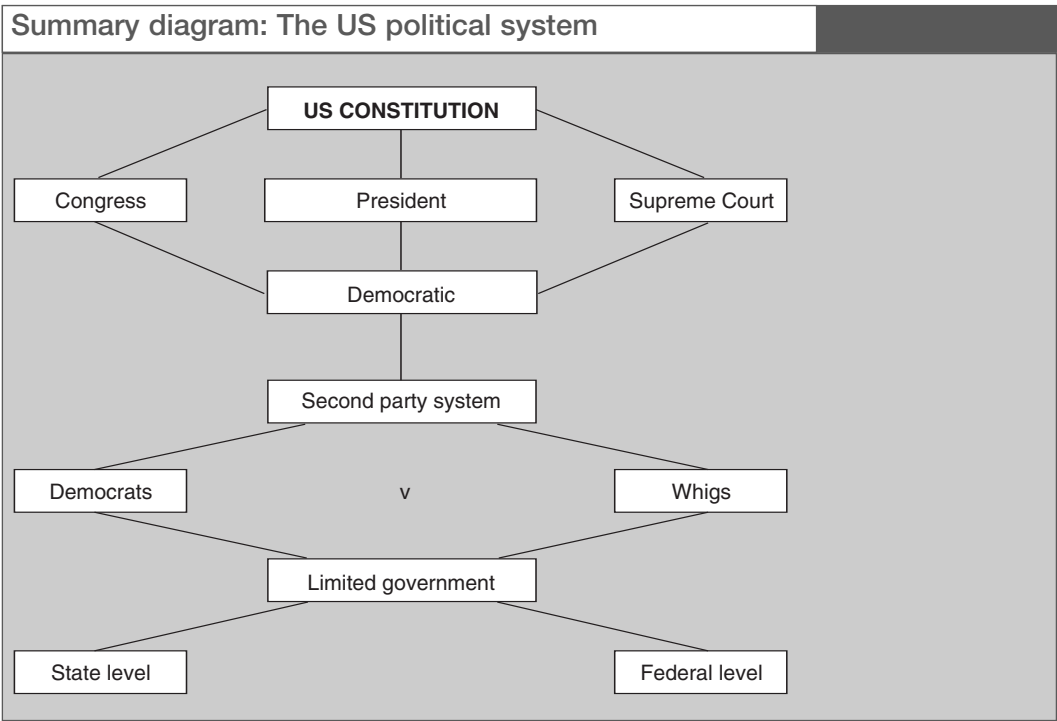 Summary diagram: The US political system
US CONSTITUTION
Congress
President
Supreme Court
Democratic
Second party system
Democrats
v
Whigs
Limited government
State level
Federal level